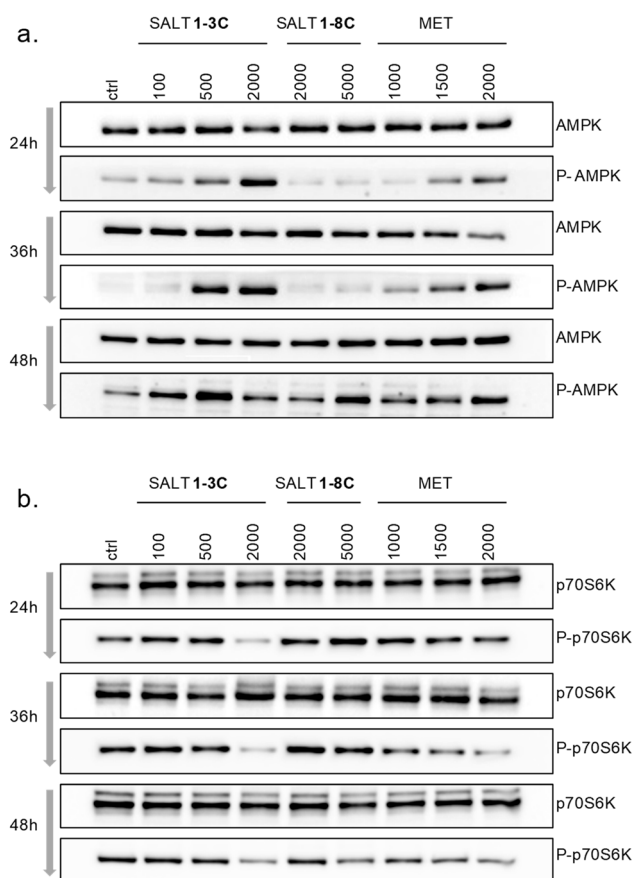 a.
SALT 1-3C SALT 1-8C MET
ctrl 100 500 2000 2000 5000 1000 1500 2000
AMPK
24h
P- AMPK
AMPK
36h
P-AMPK
AMPK
48h
P-AMPK
b.
SALT 1-3C SALT 1-8C MET
ctrl 100 500 2000 2000 5000 1000 1500 2000
p70S6K
24h
P-p70S6K
p70S6K
36h
P-p70S6K
p70S6K
48h
P-p70S6K